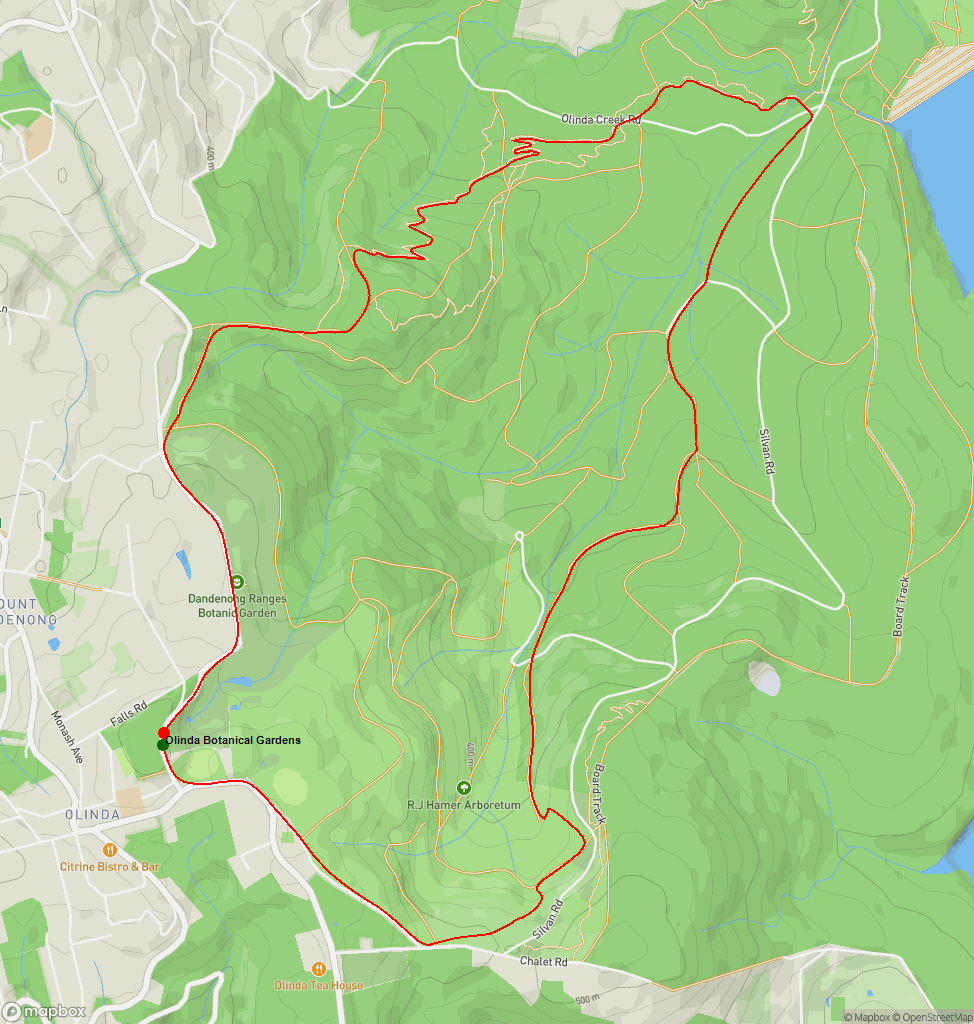 400 m
Olinda Creek Rd
n
Silvan Rd
Dandenong Ranges
Botanic Garden
OUNT
DENONG
Board Track
Falls Rd
Monash Ave
Olinda Botanical Gardens
400 m
R.J Hamer Arboretum
Board Track
OLINDA
Citrine Bistro & Bar
Silvan Rd
Chalet Rd
Olinda Tea House
500 m
mapbox
© Mapbox © OpenStreetMap